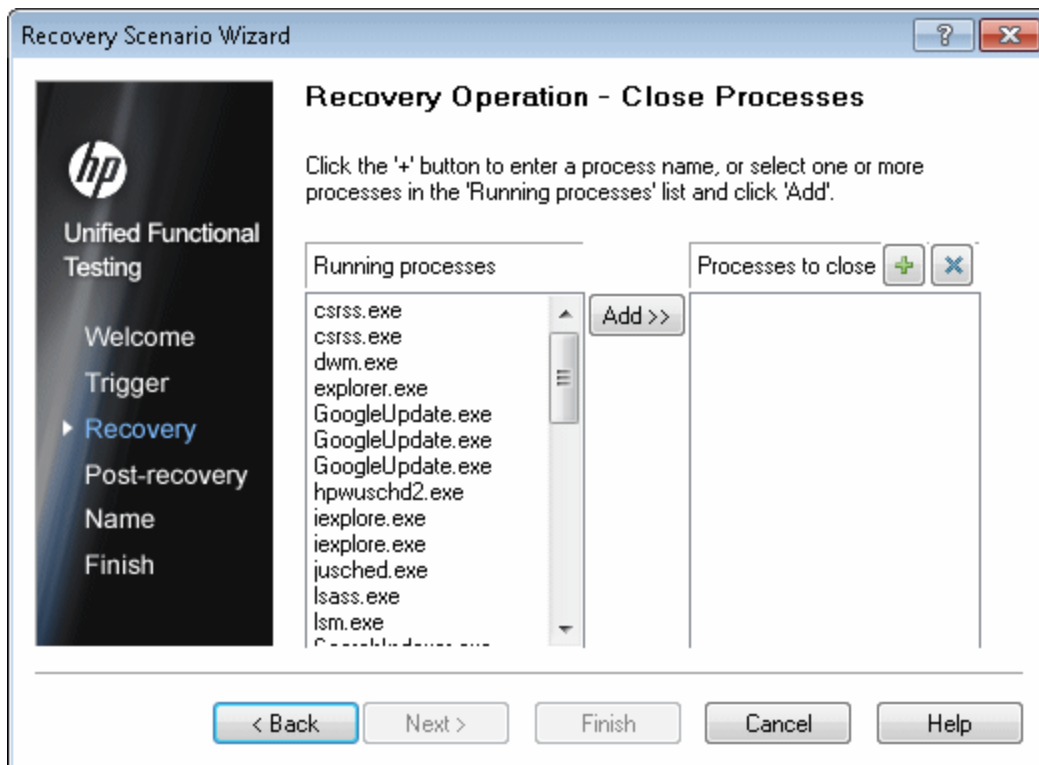 Recovery Scenario Wizard
?
hp
Unified Functional
Testing
Welcome
Trigger
Recovery
Post-recovery
Name
Finish
Recovery Operation - Close Processes
Click the '+' button to enter a process name, or select one or more
processes in the 'Running processes' list and click 'Add'.
Running processes
csrss.exe
csrss.exe
dwm.exe
explorer.exe
GoogleUpdate.exe
GoogleUpdate.exe
GoogleUpdate.exe
hpwuschd2.exe
iexplore.exe
iexplore.exe
jusched.exe
lsass.exe
lsm.exe
Add >>
Processes to close
< Back
Next >
Finish
Cancel
Help